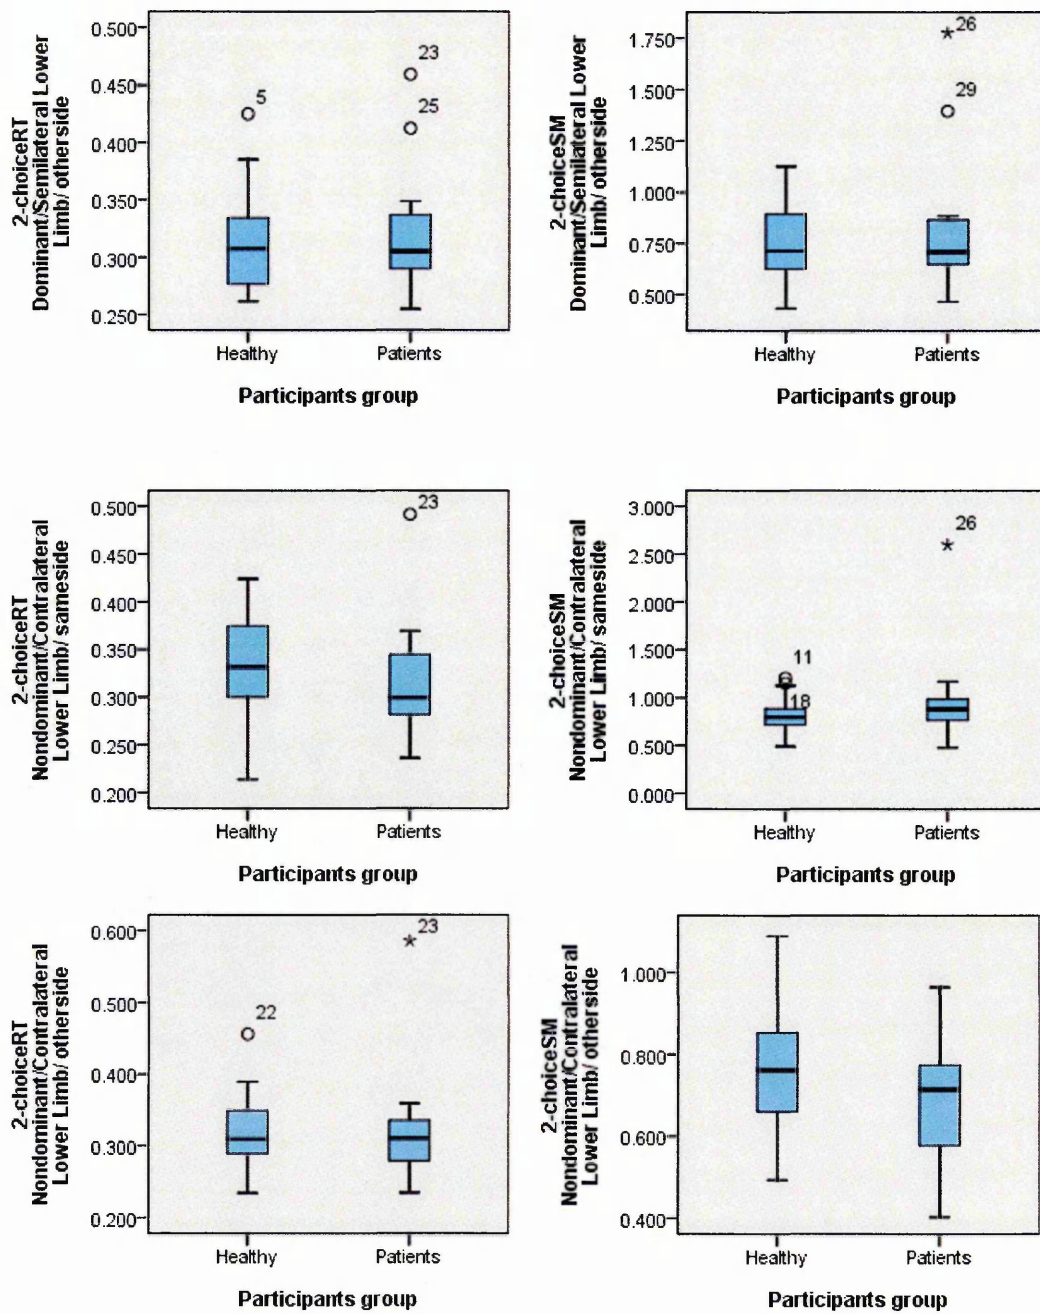 2-choiceRT
Dominant/Semilateral Lower
Limb/ otherside
0.500
0.450
0.400
0.350
0.300
0.250
5
23
25
Healthy
Patients
Participants group
2-choiceSM
Dominant/Semilateral Lower
Limb/ otherside
1.750
1.500
1.250
1.000
0.750
0.500
26
29
Healthy
Patients
Participants group
2-choiceRT
Nondominant/Contralateral
Lower Limb/ sameside
0.500
0.450
0.400
0.350
0.300
0.250
0.200
23
Healthy
Patients
Participants group
2-choiceSM
Nondominant/Contralateral
Lower Limb/ sameside
3.000
2.500
2.000
1.500
1.000
0.500
0.000
11
18
26
Healthy
Patients
Participants group
2-choiceRT
Nondominant/Contralateral
Lower Limb/ otherside
0.600
0.500
0.400
0.300
0.200
22
23
Healthy
Patients
Participants group
2-choiceSM
Nondominant/Contralateral
Lower Limb/ otherside
1.000
0.800
0.600
0.400
Healthy
Patients
Participants group